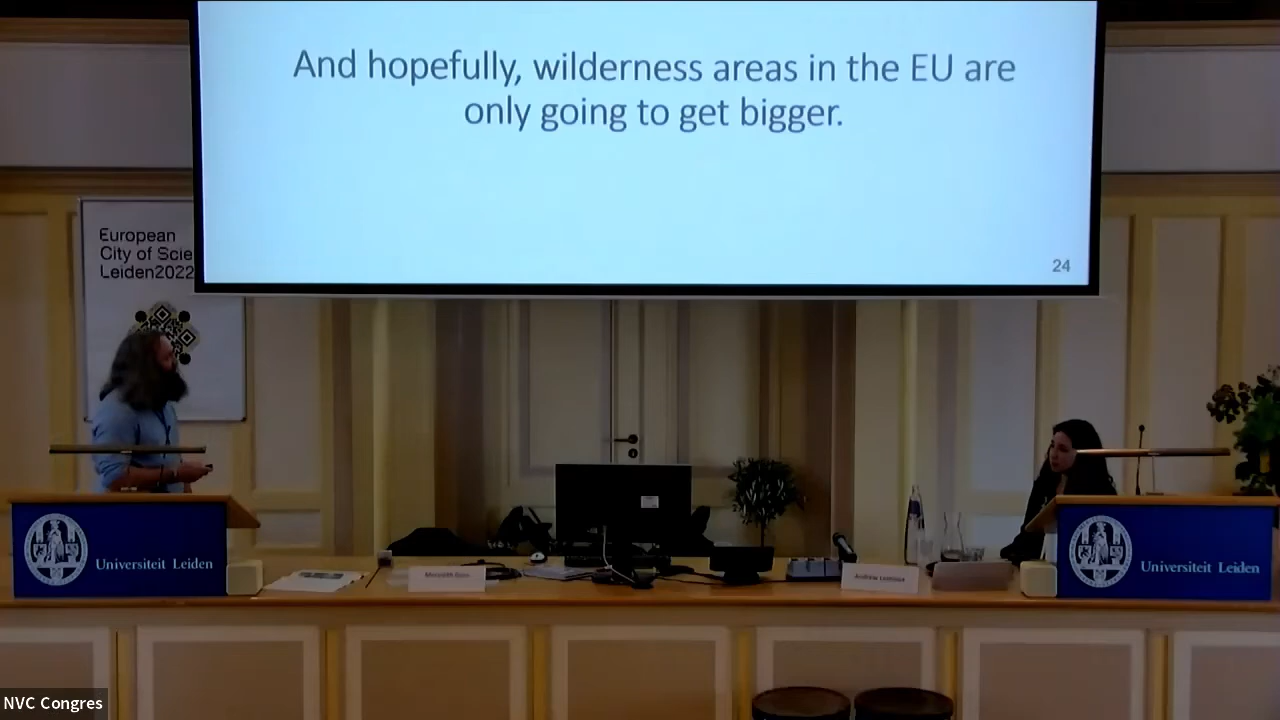 And hopefully, wilderness areas in the EU are
only going to get bigger.
24
European
City of Scie
Leiden2022
Universiteit Leiden
Universiteit Leiden
NVC Congres